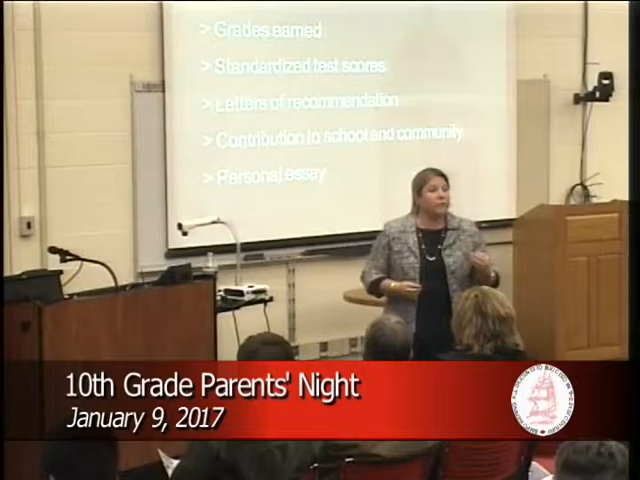 > Grades earned
> Standardized test scores
> Letters of recommendation
> Contribution to school and community
> Personal essay
10th Grade Parents' Night
January 9, 2017